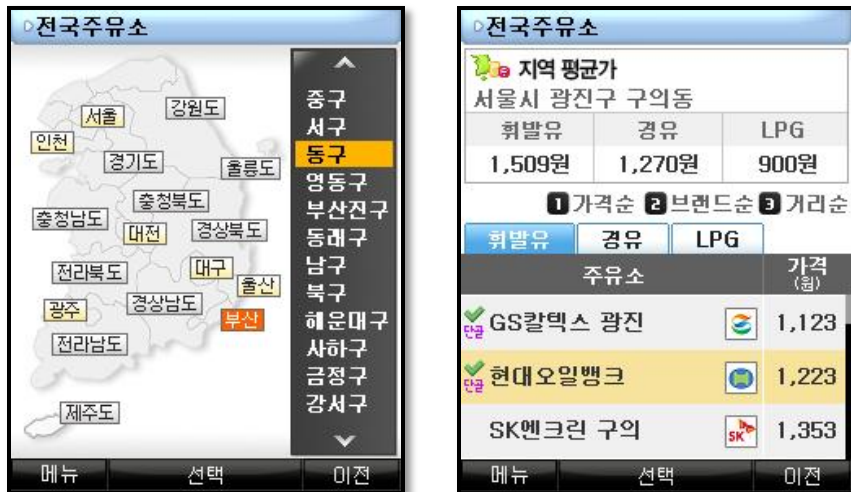 전국주유소
서울
강원도
인천
경기도
울릉도
충청북도
충청남도
대전
경상북도
전라북도
대구
울산
광주
경상남도
부산
전라남도
제주도
중구
서구
동구
영동구
부산진구
동래구
남구
북구
해운대구
사하구
금정구
강서구
메뉴 선택 이전
전국주유소
지역 평균가
서울시 광진구 구의동
휘발유 경유 LPG
1,509원 1,270원 900원
1가격순 2브랜드순 3거리순
휘발유 경유 LPG
주유소 가격
(원)
단골 GS칼텍스 광진 1,123
단골 현대오일뱅크 1,223
SK엔크린 구의 SK 1,353
메뉴 선택 이전